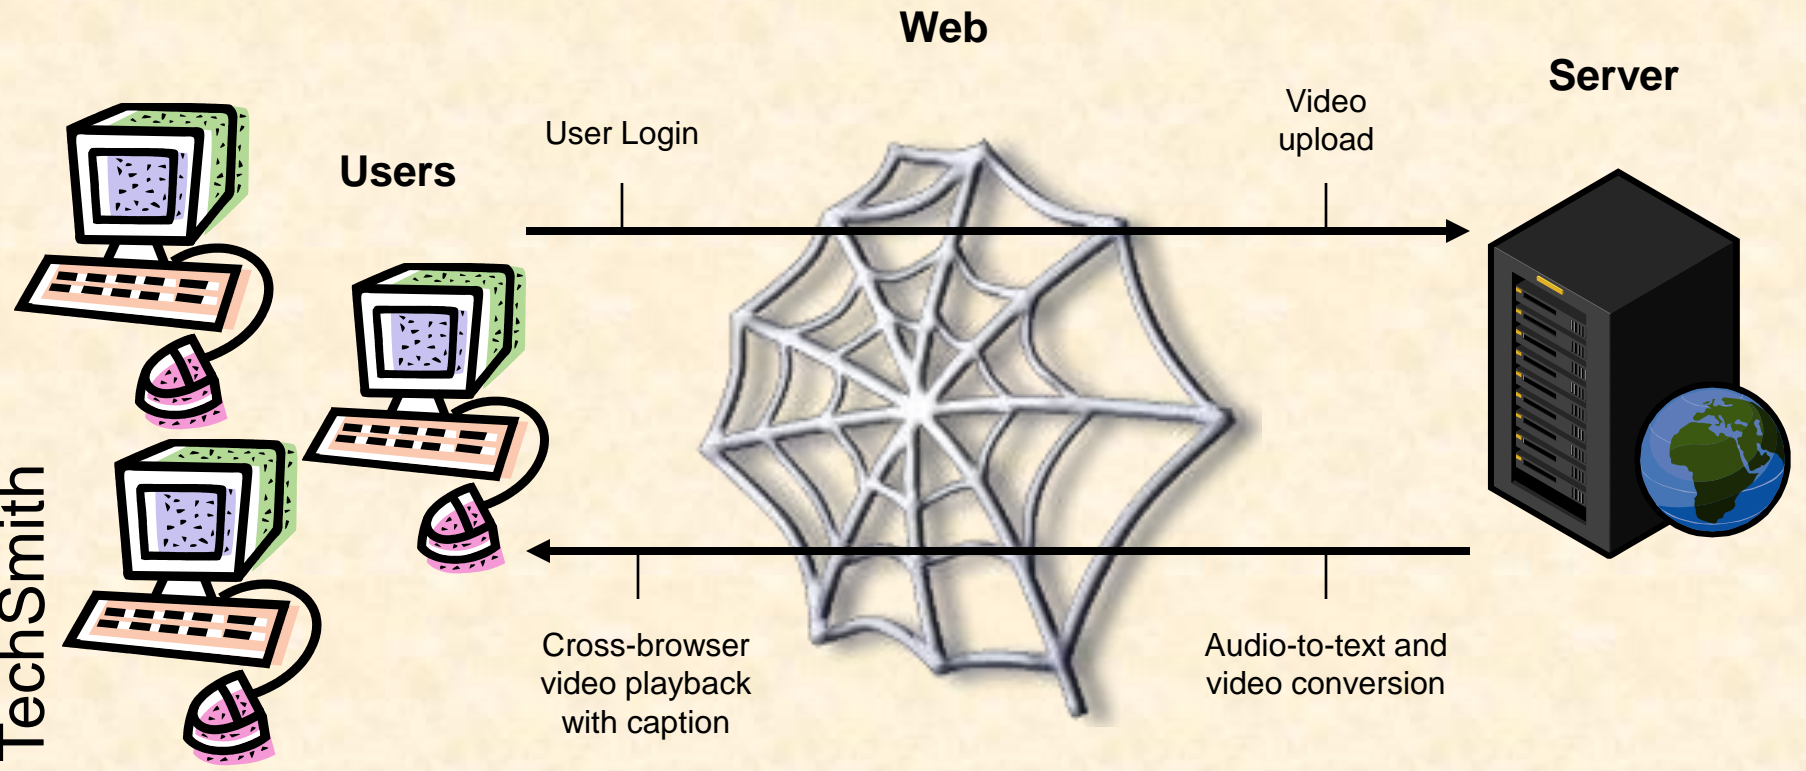 Web
Server
Users
User Login
Video
upload
Cross-browser
video playback
with caption
Audio-to-text and
video conversion
TechSmith